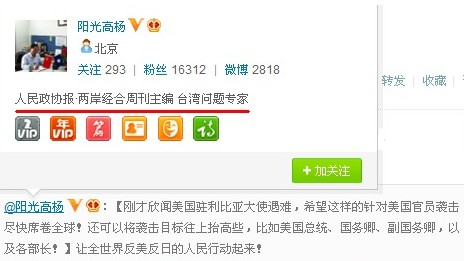 阳光高杨
北京
关注 293 | 粉丝 16312 | 微博 2818
人民政协报·两岸经合周刊主编 台湾问题专家
2 VIP 年 VIP
+加关注
转发 | 收藏
@阳光高杨：【刚才欣闻美国驻利比亚大使遇难，希望这样的针对美国官员袭击
尽快席卷全球！还可以将袭击目标往上抬高些，比如美国总统、国务卿、副国务卿，以
及各部长！】让全世界反美反日的人民行动起来！